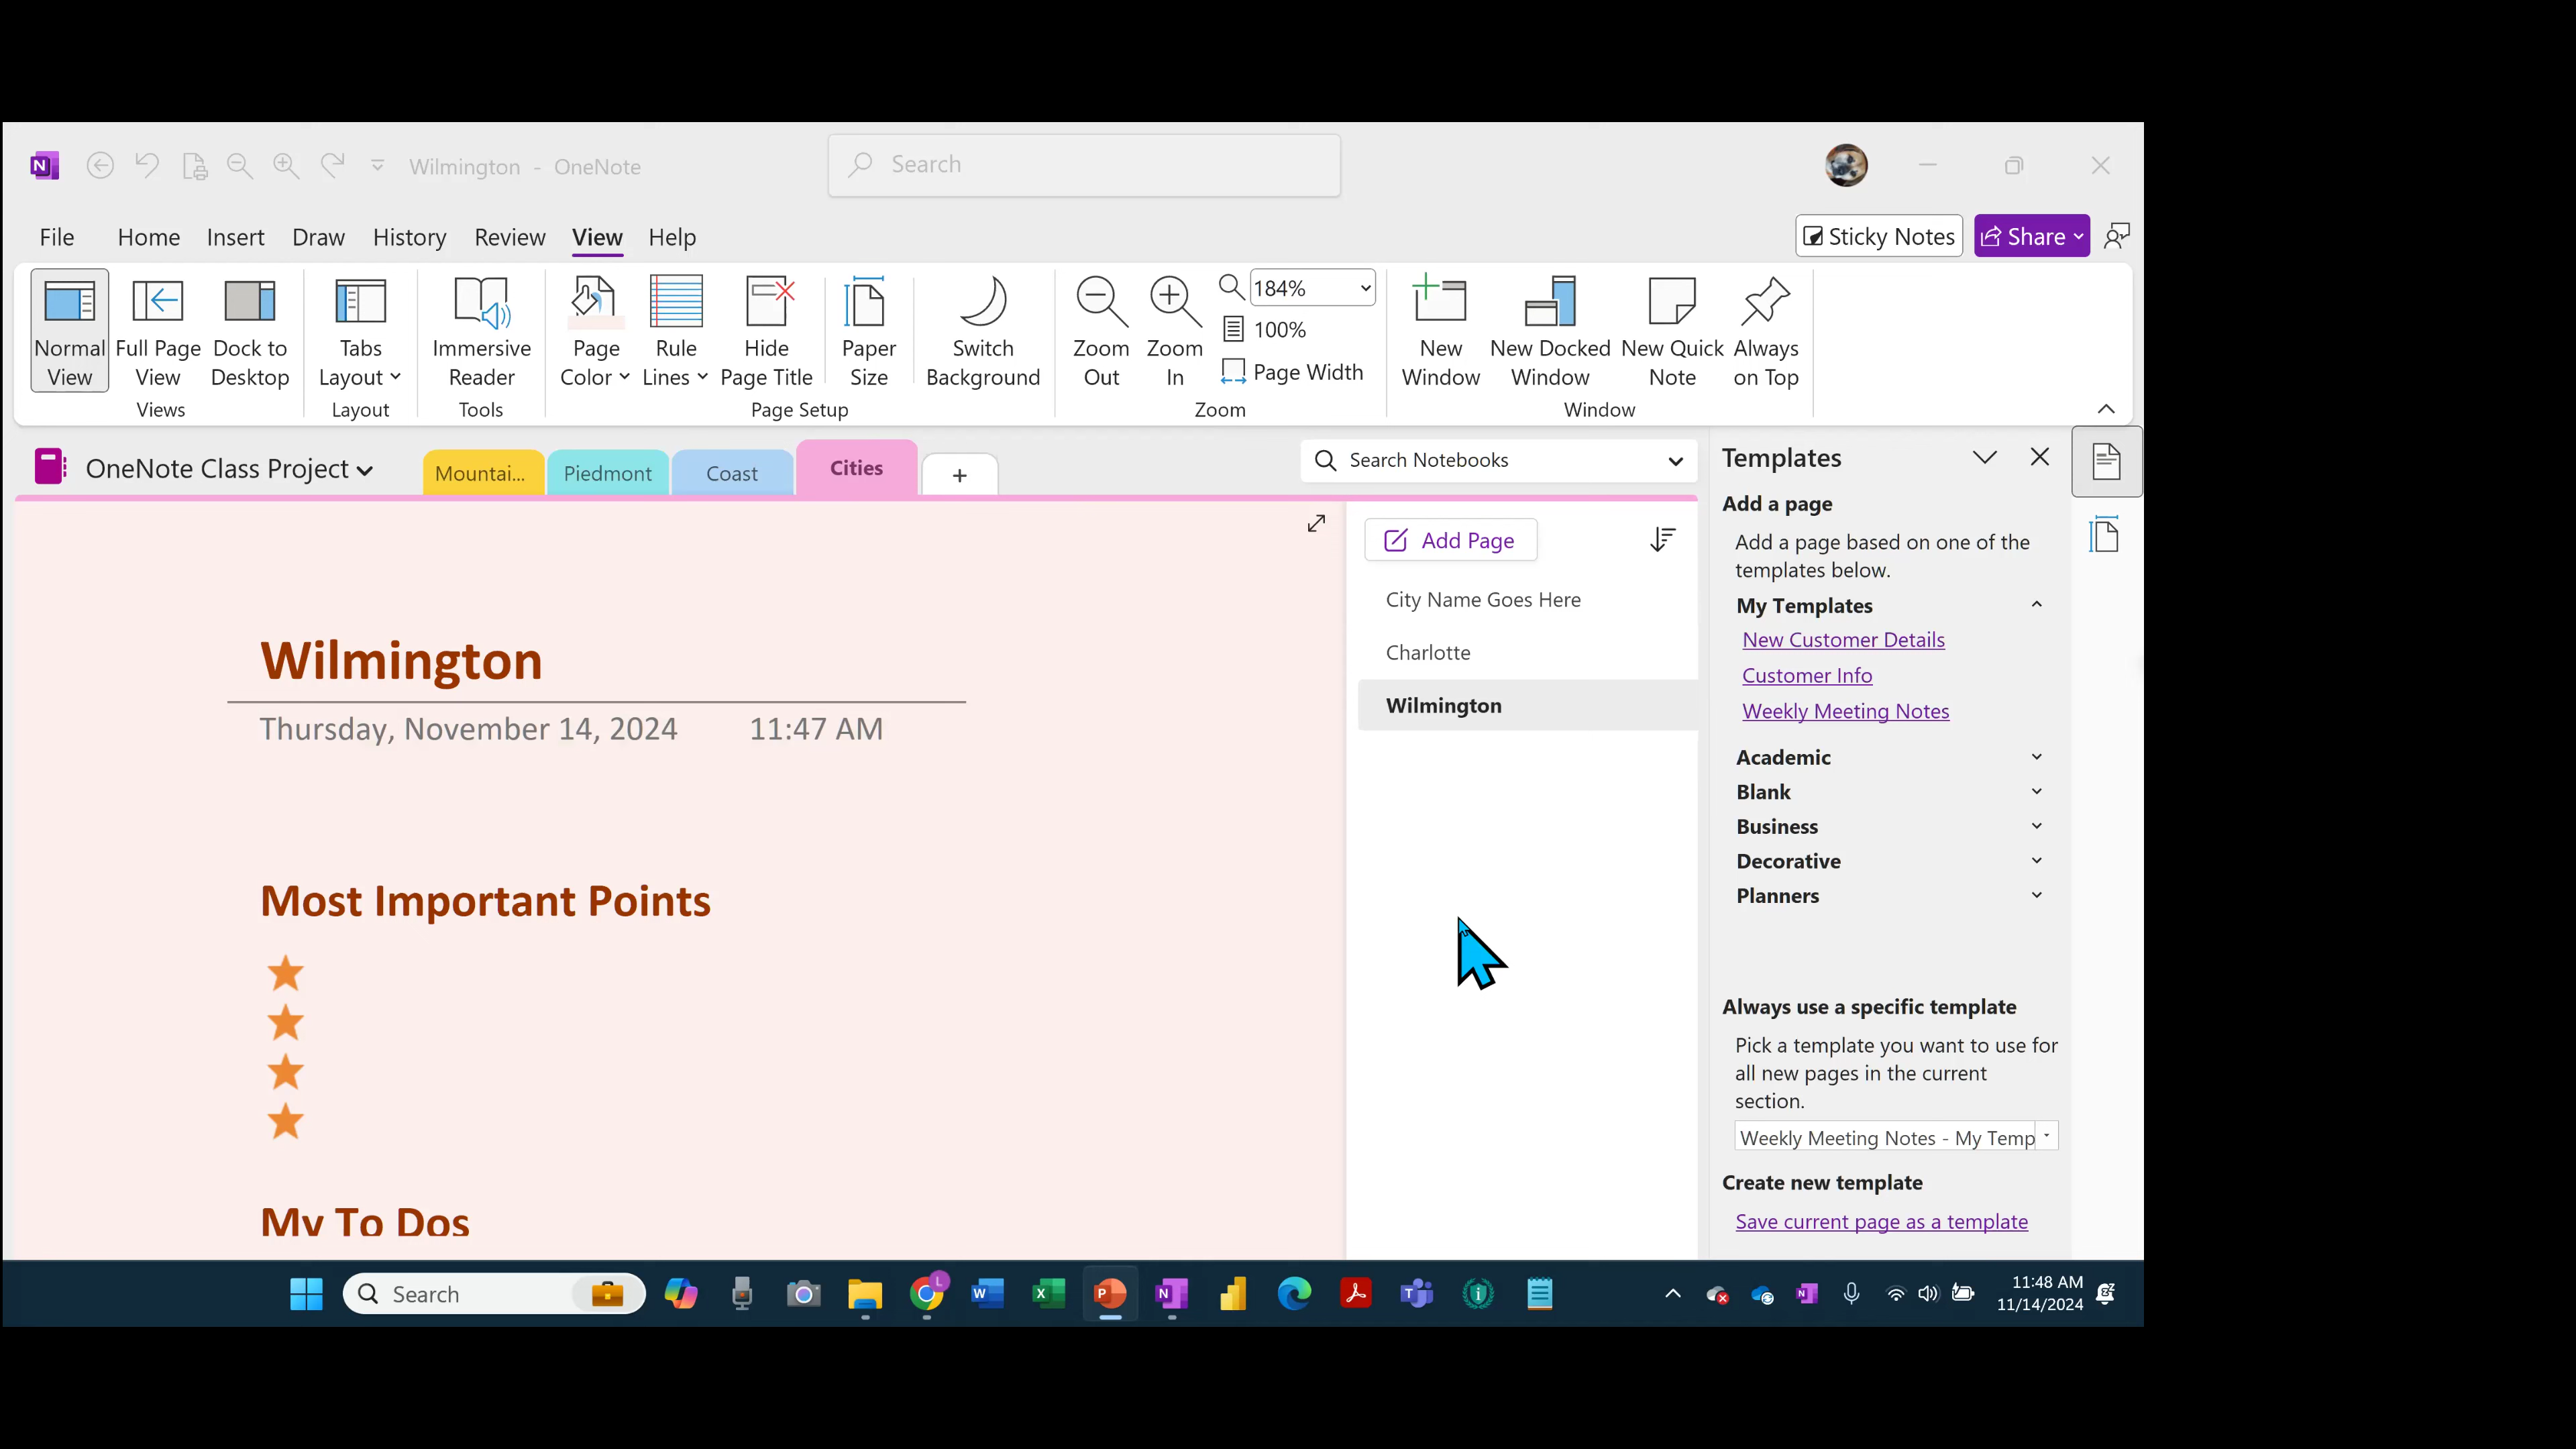 Wilmington - OneNote
Search
File Home Insert Draw History Review View Help
Sticky Notes
Share
Normal View
Full Page View
Dock to Desktop
Views
Tabs Layout
Layout
Immersive Reader
Tools
Page Color
Rule Lines
Hide Page Title
Paper Size
Switch Background
Page Setup
Zoom Out
Zoom In
184%
100%
Page Width
Zoom
New Window
New Docked Window
New Quick Note
Always on Top
Window
OneNote Class Project
Mountai...
Piedmont
Coast
Cities
+
Search Notebooks
Wilmington
Thursday, November 14, 2024 11:47 AM
Most Important Points
My To Dos
Add Page
City Name Goes Here
Charlotte
Wilmington
Templates
Add a page
Add a page based on one of the
templates below.
My Templates
New Customer Details
Customer Info
Weekly Meeting Notes
Academic
Blank
Business
Decorative
Planners
Always use a specific template
Pick a template you want to use for
all new pages in the current
section.
Weekly Meeting Notes - My Temp
Create new template
Save current page as a template
Search
11:48 AM
11/14/2024